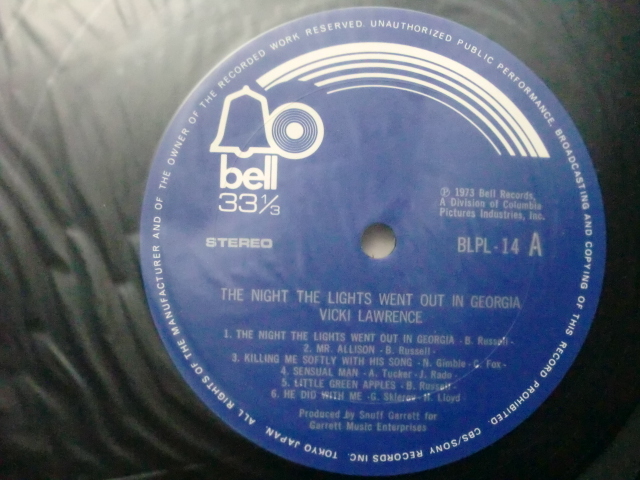 ALL RIGHTS OF THE MANUFACTURER AND OF THE OWNER OF THE RECORDED WORK RESERVED. UNAUTHORIZED PUBLIC PERFORMANCE, BROADCASTING AND COPYING OF THIS RECORD PROHIBITED. CBS/SONY RECORDS INC. TOKYO JAPAN.
bell
33 1/3
STEREO
℗ 1973 Bell Records,
A Division of Columbia
Pictures Industries, Inc.
BLPL-14 A
THE NIGHT THE LIGHTS WENT OUT IN GEORGIA
VICKI LAWRENCE
1. THE NIGHT THE LIGHTS WENT OUT IN GEORGIA - B. Russell -
2. MR. ALLISON - B. Russell -
3. KILLING ME SOFTLY WITH HIS SONG - N. Gimble - C. Fox -
4. SENSUAL MAN - A. Tucker - J. Rada -
5. LITTLE GREEN APPLES - B. Russell -
6. HE DID WITH ME - G. Sklerov - H. Lloyd -
Produced by Snuff Garrett for
Garrett Music Enterprises